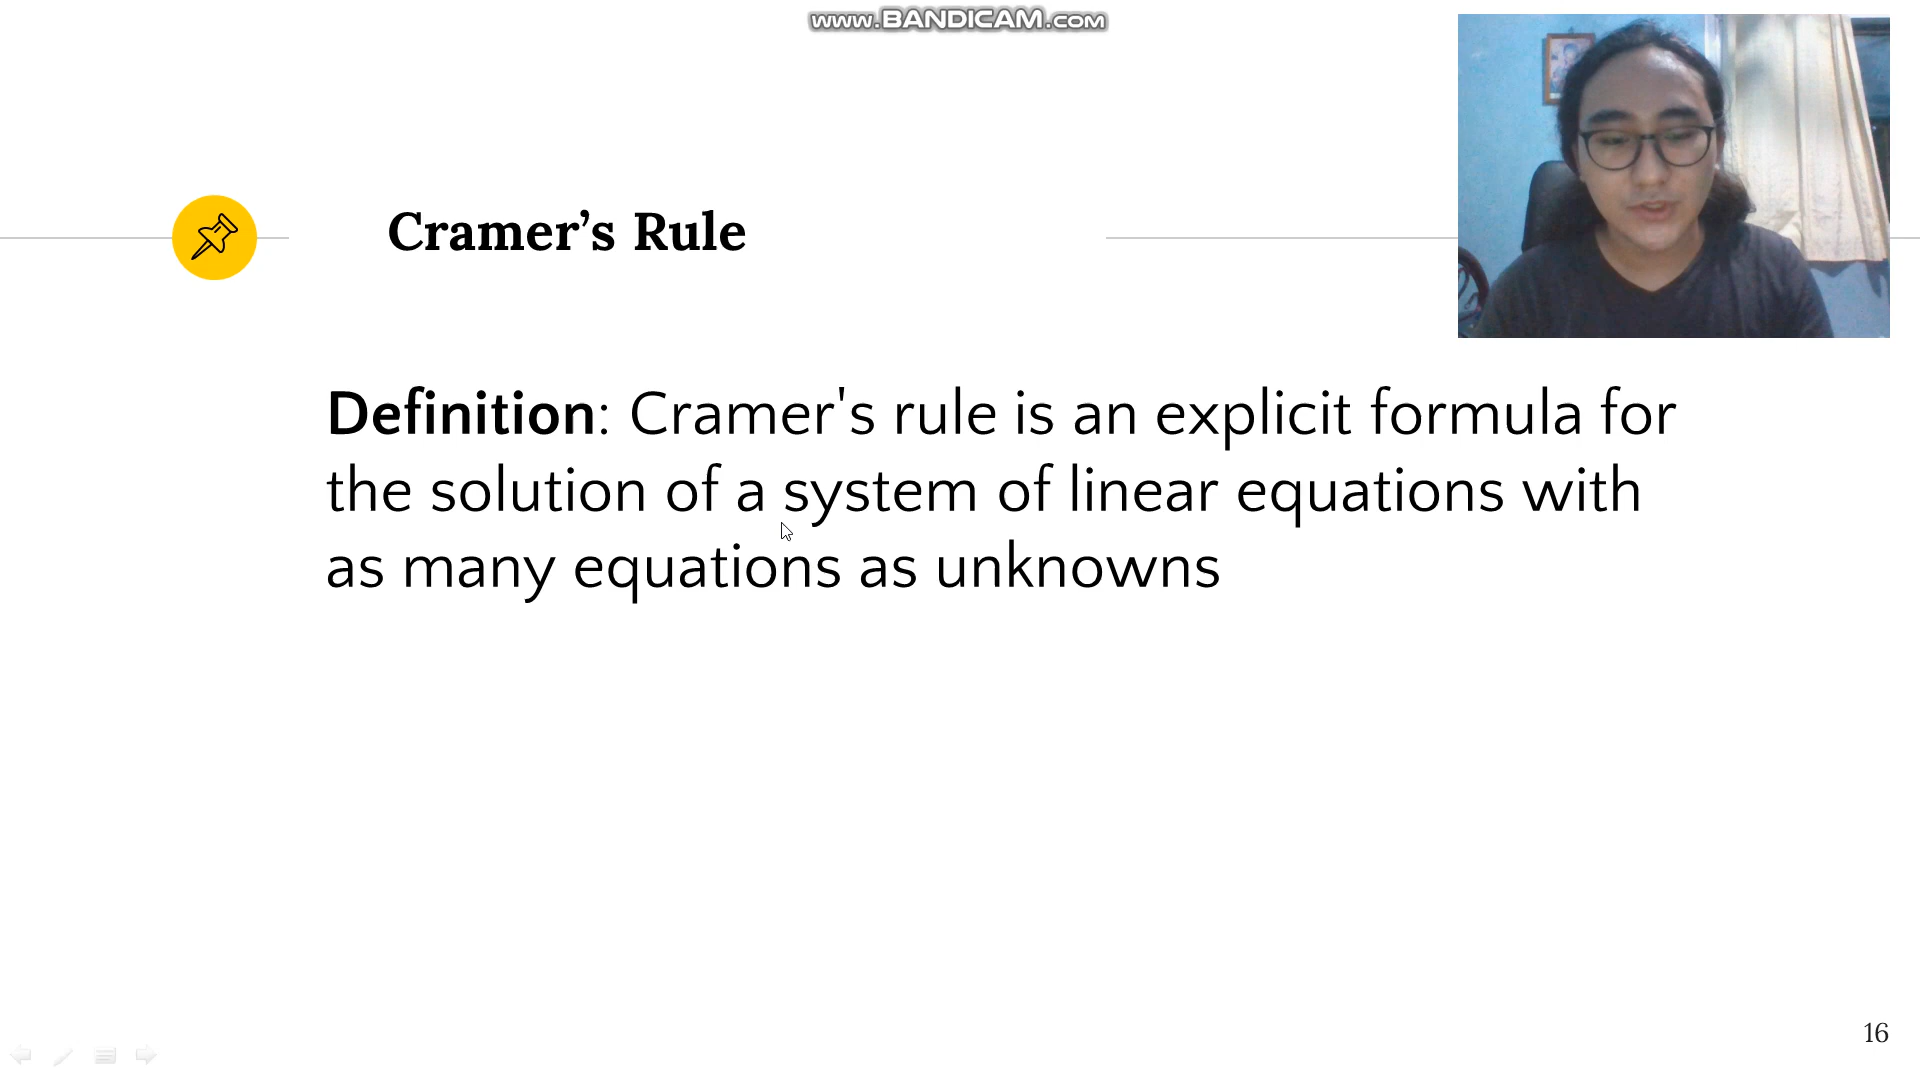 www.BANDICAM.com
Cramer’s Rule
Definition: Cramer's rule is an explicit formula for
the solution of a system of linear equations with
as many equations as unknowns
16